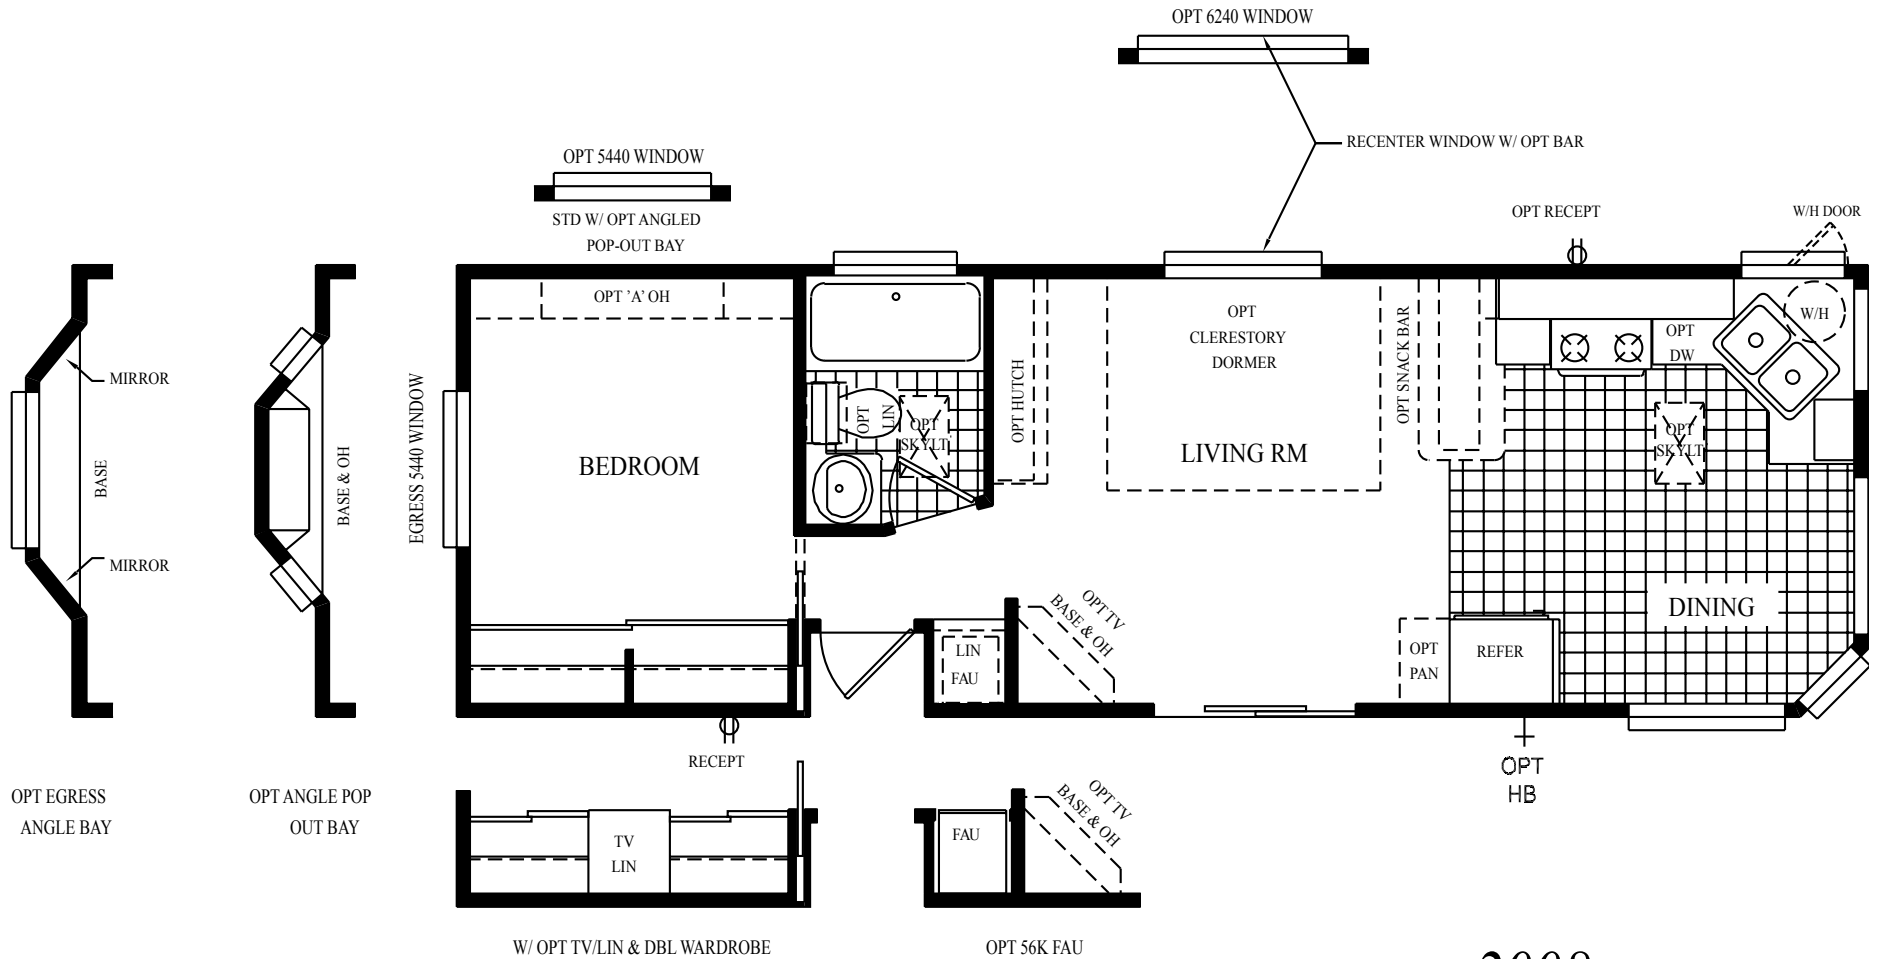 OPT 6240 WINDOW
RECENTER WINDOW W/ OPT BAR
OPT 5440 WINDOW
STD W/ OPT ANGLED
POP-OUT BAY
OPT RECEPT
W/H DOOR
MIRROR
BASE
MIRROR
OPT EGRESS
ANGLE BAY
BASE & OH
OPT ANGLE POP
OUT BAY
EGRESS 5440 WINDOW
OPT 'A' OH
BEDROOM
OPT
LIN
OPT
SKYLT
OPT HUTCH
OPT
CLERESTORY
DORMER
LIVING RM
OPT SNACK BAR
OPT
DW
W/H
OPT
SKYLT
DINING
OPT
PAN
REFER
LIN
FAU
OPT TV
BASE & OH
RECEPT
OPT
HB
TV
LIN
W/ OPT TV/LIN & DBL WARDROBE
FAU
OPT TV
BASE & OH
OPT 56K FAU